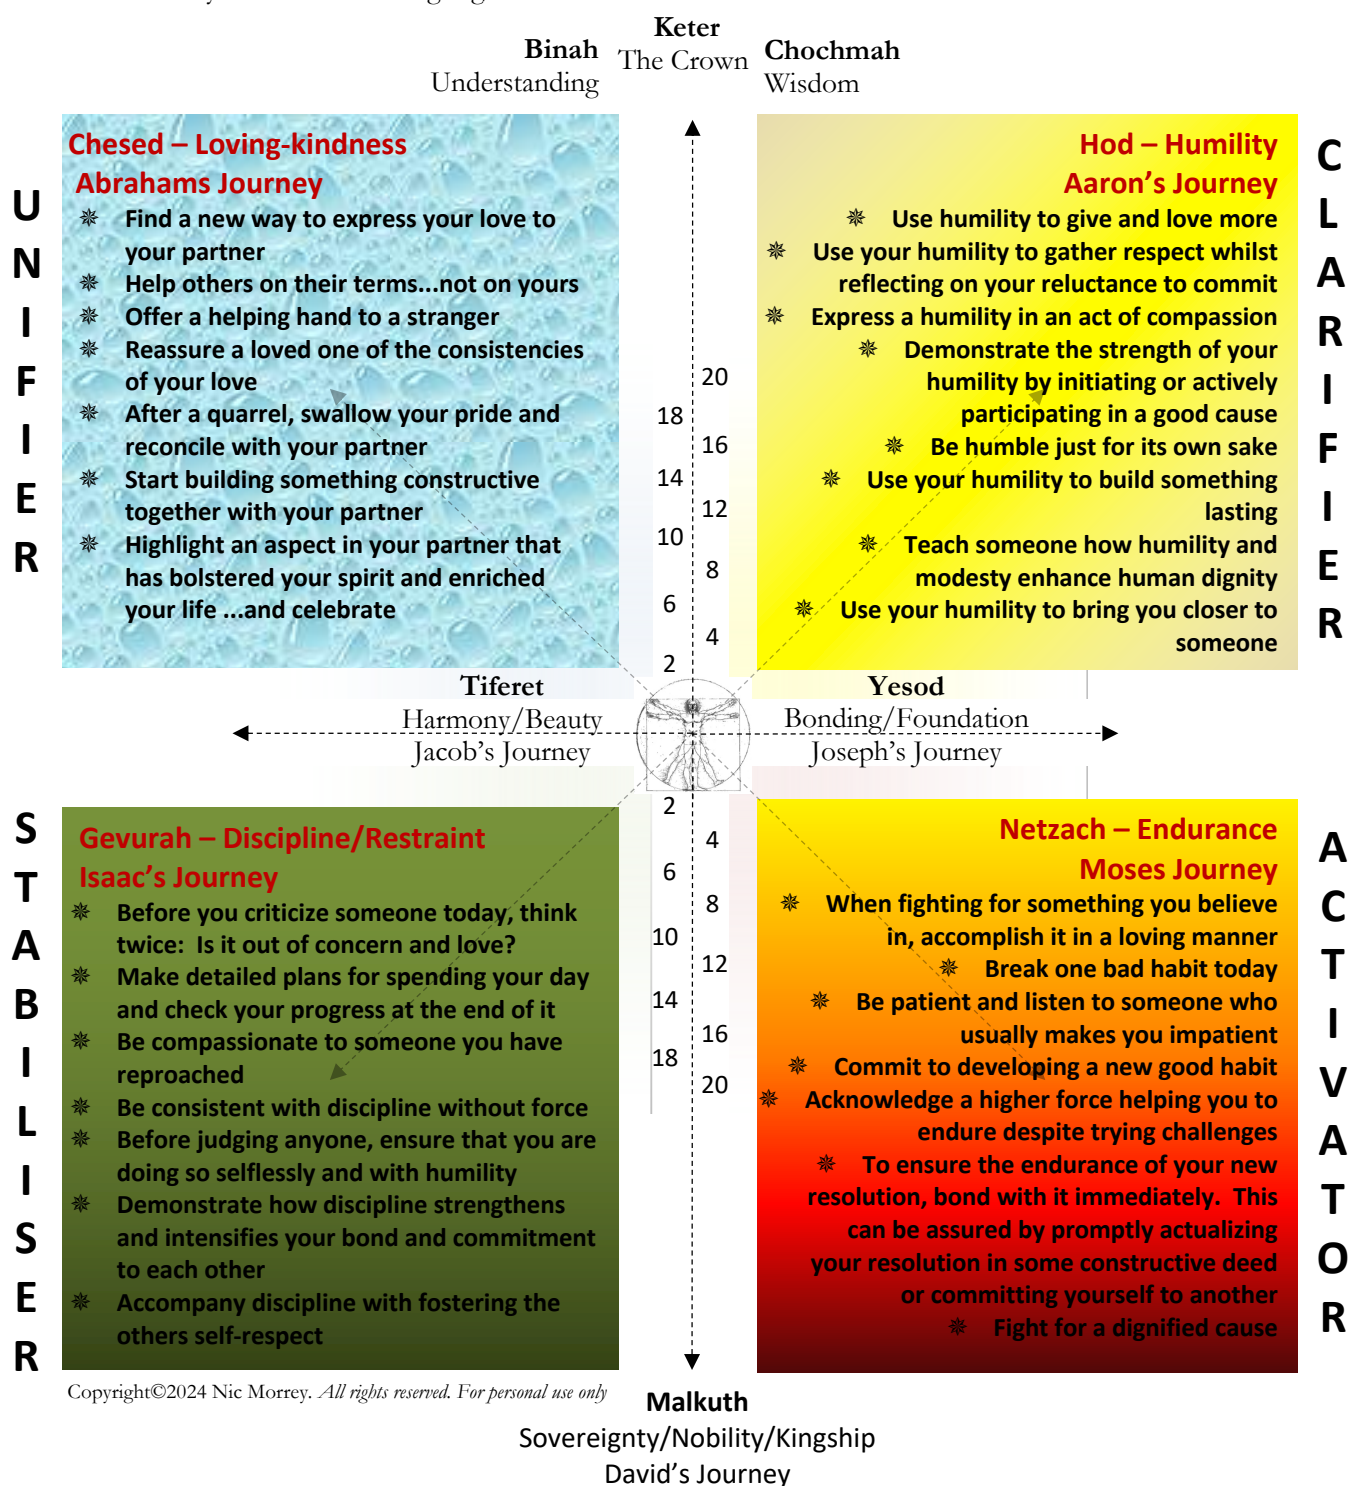 Keter
The Crown
Binah
Understanding
Chochmah
Wisdom
UNIFIER
Chesed – Loving-kindness
Abrahams Journey
Find a new way to express your love to
your partner
Help others on their terms...not on yours
Offer a helping hand to a stranger
Reassure a loved one of the consistencies
of your love
After a quarrel, swallow your pride and
reconcile with your partner
Start building something constructive
together with your partner
Highlight an aspect in your partner that
has bolstered your spirit and enriched
your life ...and celebrate
20
18
16
14
12
10
8
6
4
2
Hod – Humility
Aaron’s Journey
Use humility to give and love more
Use your humility to gather respect whilst
reflecting on your reluctance to commit
Express a humility in an act of compassion
Demonstrate the strength of your
humility by initiating or actively
participating in a good cause
Be humble just for its own sake
Use your humility to build something
lasting
Teach someone how humility and
modesty enhance human dignity
Use your humility to bring you closer to
someone
CLARIFIER
Tiferet
Harmony/Beauty
Jacob’s Journey
Yesod
Bonding/Foundation
Joseph’s Journey
STABILISER
Gevurah – Discipline/Restraint
Isaac’s Journey
Before you criticize someone today, think
twice: Is it out of concern and love?
Make detailed plans for spending your day
and check your progress at the end of it
Be compassionate to someone you have
reproached
Be consistent with discipline without force
Before judging anyone, ensure that you are
doing so selflessly and with humility
Demonstrate how discipline strengthens
and intensifies your bond and commitment
to each other
Accompany discipline with fostering the
others self-respect
2
4
6
8
10
12
14
16
18
20
Netzach – Endurance
Moses Journey
When fighting for something you believe
in, accomplish it in a loving manner
Break one bad habit today
Be patient and listen to someone who
usually makes you impatient
Commit to developing a new good habit
Acknowledge a higher force helping you to
endure despite trying challenges
To ensure the endurance of your new
resolution, bond with it immediately. This
can be assured by promptly actualizing
your resolution in some constructive deed
or committing yourself to another
Fight for a dignified cause
ACTIVATOR
Copyright©2024 Nic Morrey. All rights reserved. For personal use only
Malkuth
Sovereignty/Nobility/Kingship
David’s Journey